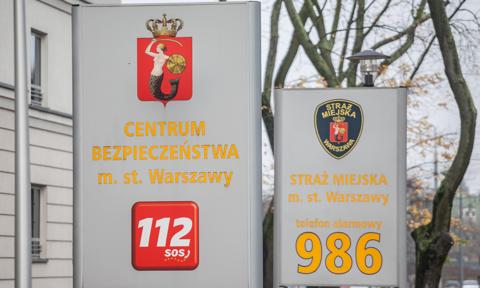 CENTRUM
BEZPIECZEŃSTWA
m. st. Warszawy
112
SOS
STRAŻ
MIEJSKA
WARSZAWA
STRAŻ MIEJSKA
m. st. Warszawy
telefon alarmowy
986